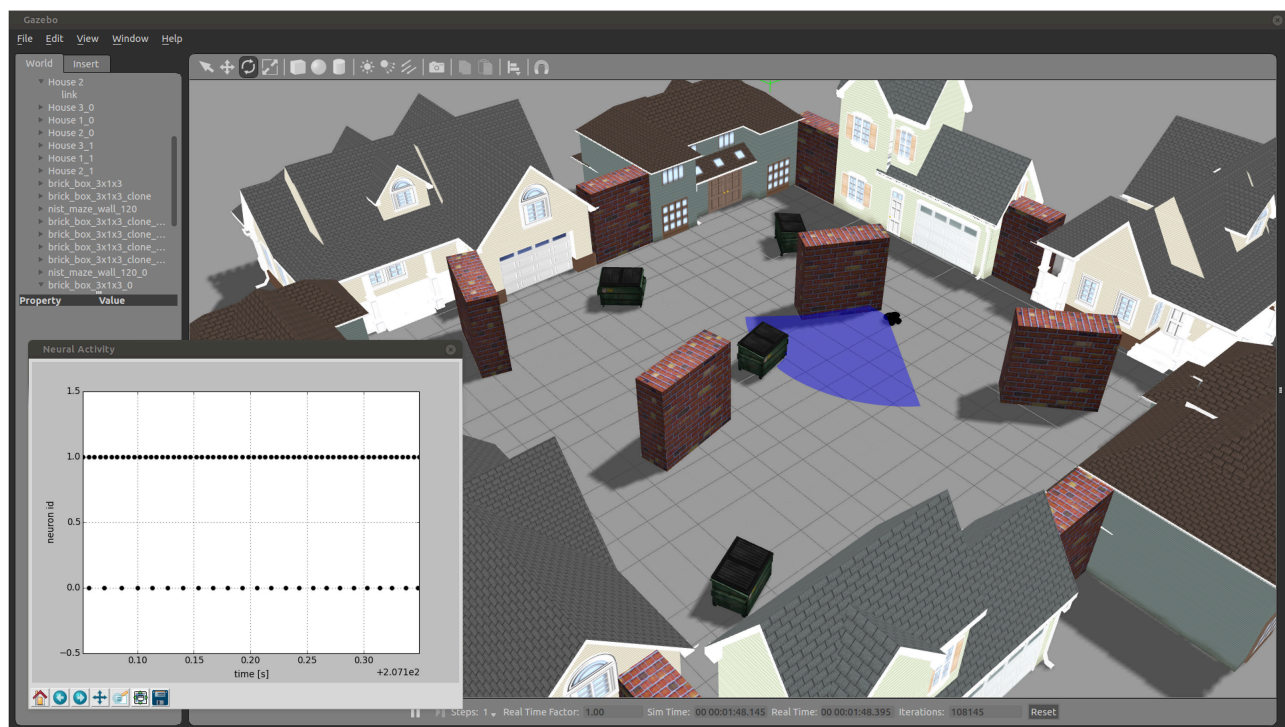 Gazebo
File Edit View Window Help
World Insert
House 2
link
House 3_0
House 1_0
House 2_0
House 3_1
House 1_1
House 2_1
brick_box_3x1x3
brick_box_3x1x3_clone
nist_maze_wall_120
brick_box_3x1x3_clone_...
brick_box_3x1x3_clone_...
brick_box_3x1x3_clone_...
brick_box_3x1x3_clone_...
nist_maze_wall_120_0
brick_box_3x1x3_0
Property Value
Neural Activity
1.5
1.0
0.5
0.0
−0.5
neuron id
0.10 0.15 0.20 0.25 0.30
time [s] +2.071e2
Steps: 1 Real Time Factor: 1.00 Sim Time: 00 00:01:48.145 Real Time: 00 00:01:48.395 Iterations: 108145 Reset